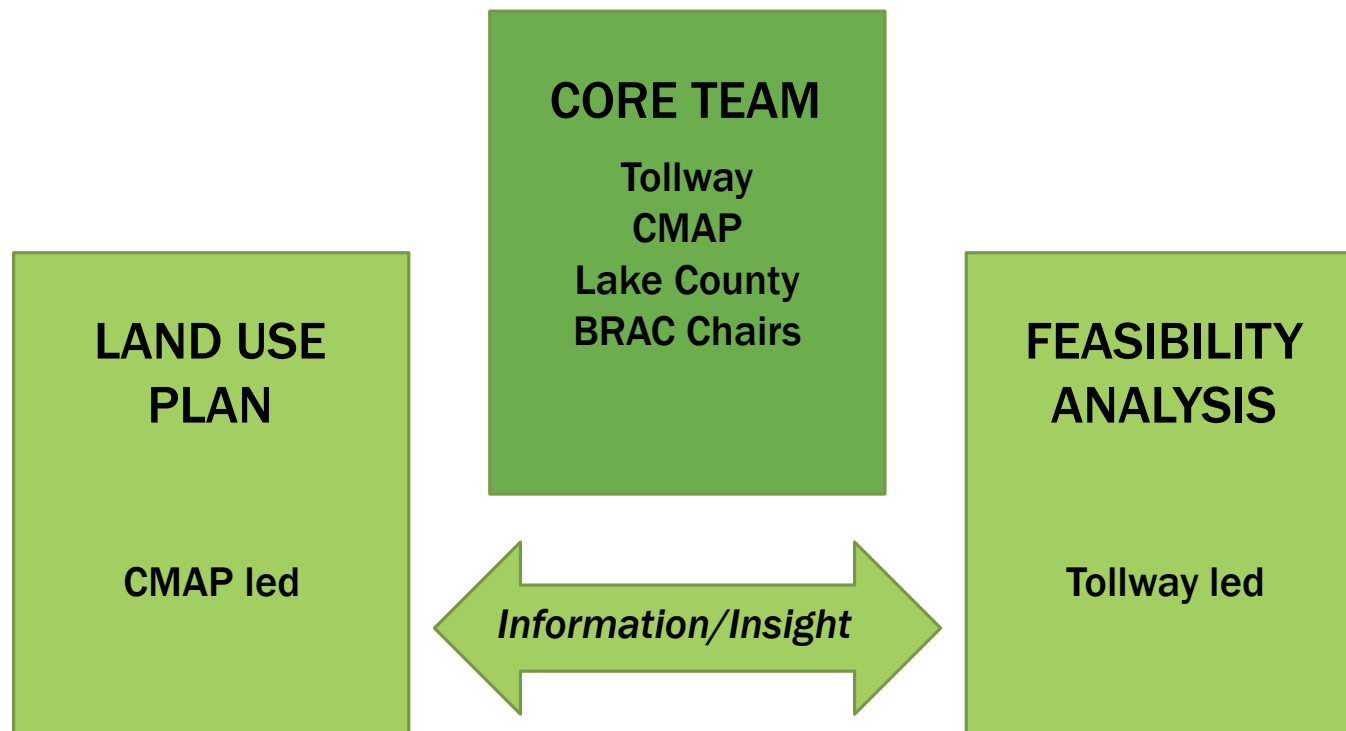 CORE TEAM
Tollway
CMAP
Lake County
BRAC Chairs
LAND USE
PLAN
CMAP led
Information/Insight
FEASIBILITY
ANALYSIS
Tollway led